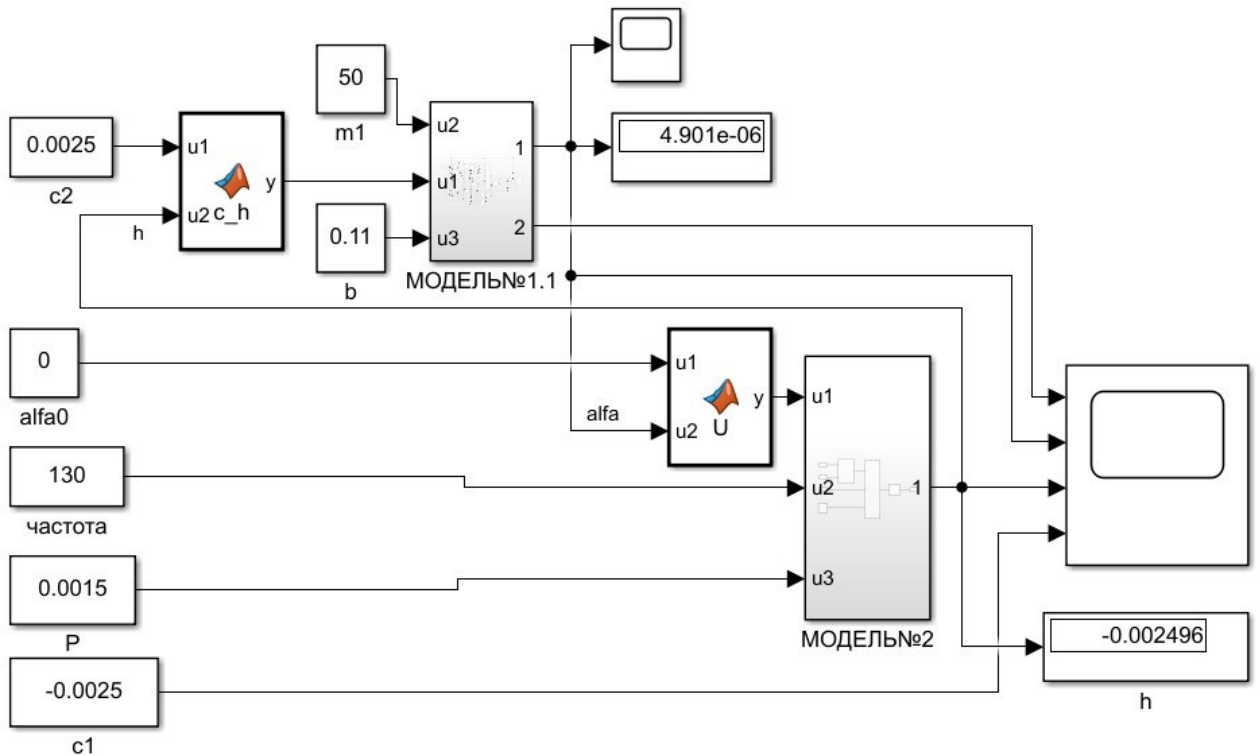 50
m1
0.0025
c2
h
u1
u2
c_h
y
0.11
b
u2
u1
u3
1
2
МОДЕЛЬ№1.1
4.901e-06
0
alfa0
alfa
u1
u2
U
y
130
частота
0.0015
P
-0.0025
c1
u1
u2
u3
1
МОДЕЛЬ№2
-0.002496
h